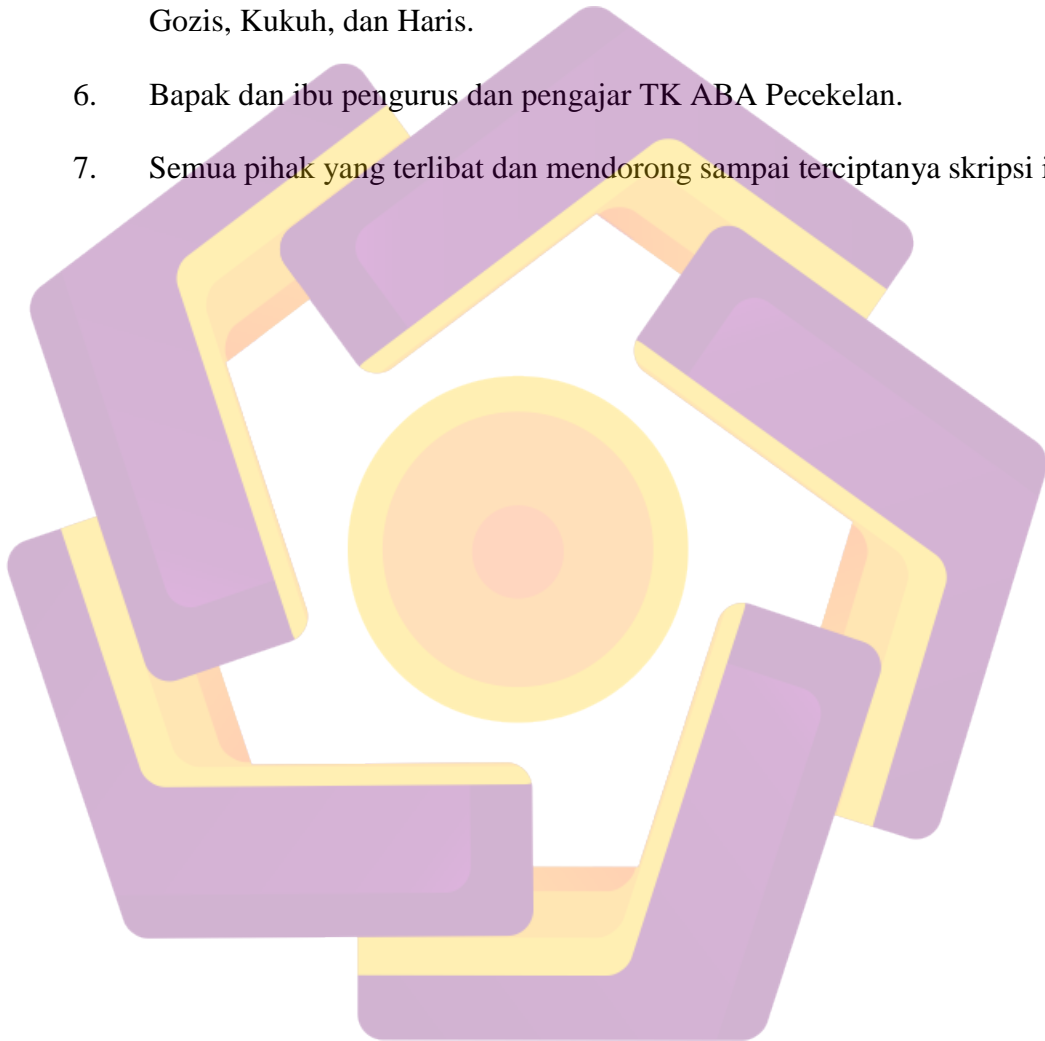 Gozis, Kukuh, dan Haris.
6. Bapak dan ibu pengurus dan pengajar TK ABA Pecekelan.
7. Semua pihak yang terlibat dan mendorong sampai terciptanya skripsi i